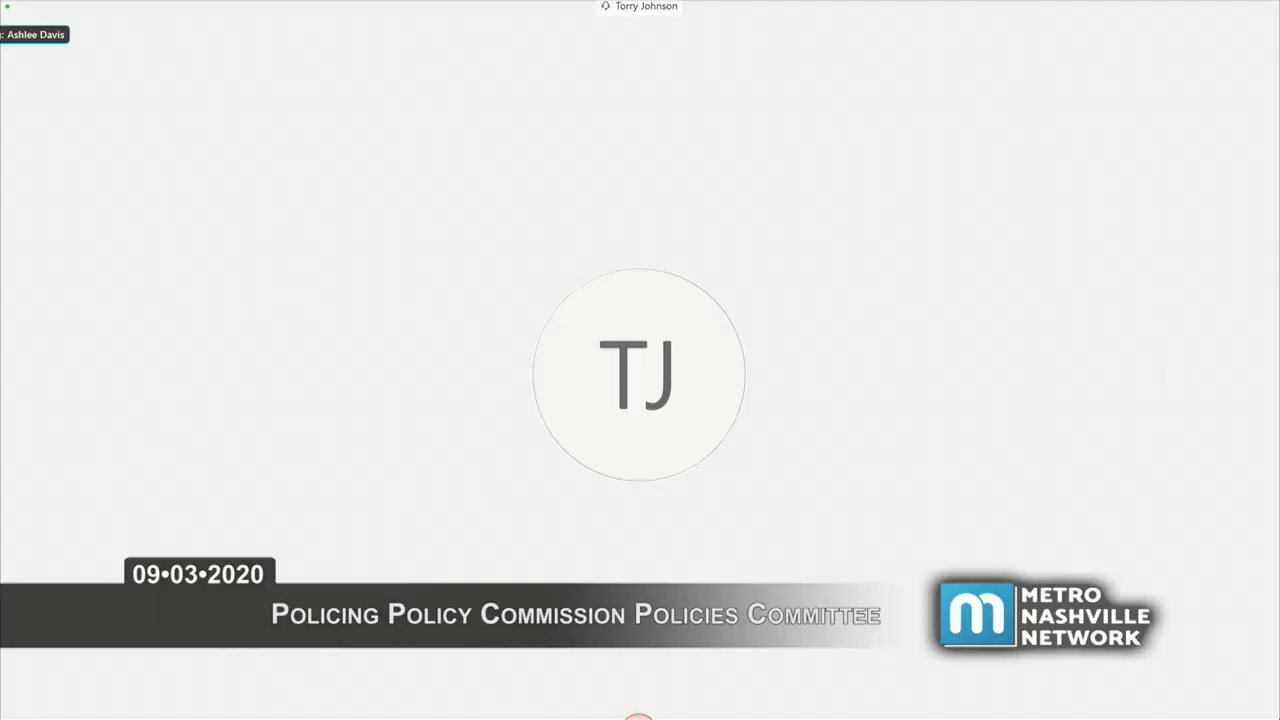 Torry Johnson
: Ashlee Davis
TJ
09•03•2020
Policing Policy Commission Policies Committee
m METRO
NASHVILLE
NETWORK